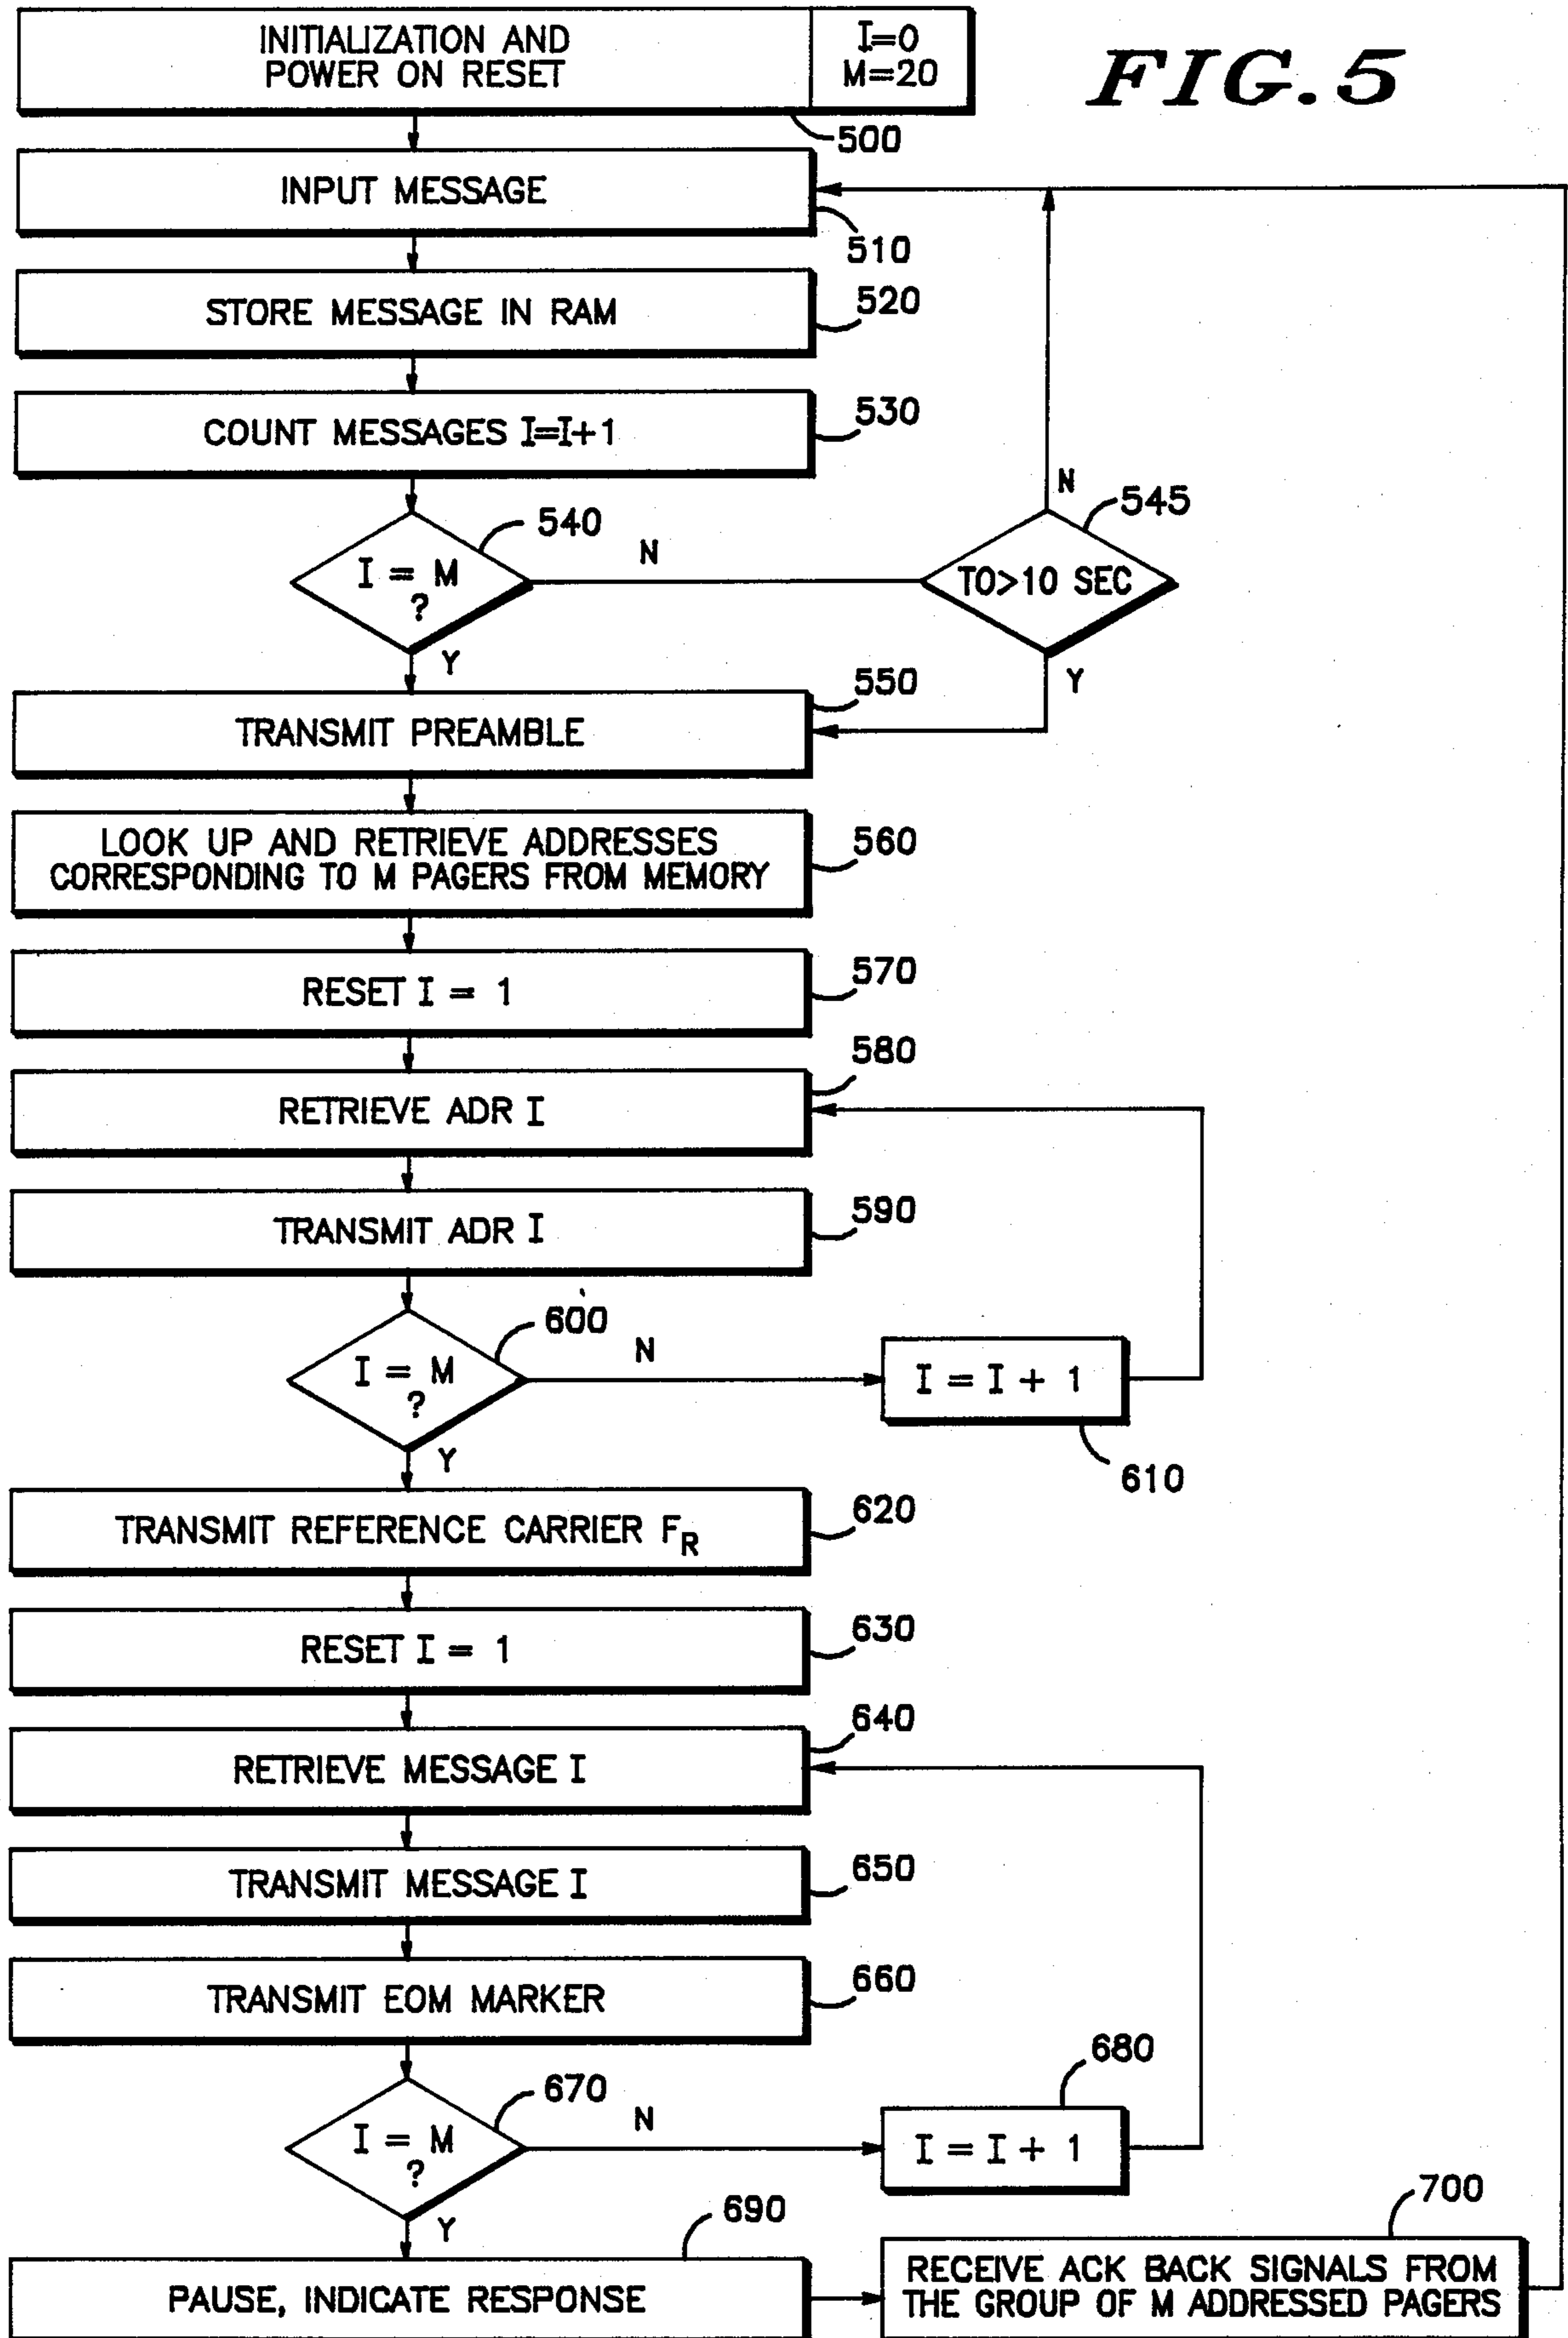 INITIALIZATION AND
POWER ON RESET
I=0
M=20
FIG. 5
500
INPUT MESSAGE
510
STORE MESSAGE IN RAM
520
COUNT MESSAGES I=I+1
530
I = M
?
540
N
Y
TO>10 SEC
545
N
Y
TRANSMIT PREAMBLE
550
LOOK UP AND RETRIEVE ADDRESSES
CORRESPONDING TO M PAGERS FROM MEMORY
560
RESET I = 1
570
RETRIEVE ADR I
580
TRANSMIT ADR I
590
I = M
?
600
N
Y
I = I + 1
610
TRANSMIT REFERENCE CARRIER FR
620
RESET I = 1
630
RETRIEVE MESSAGE I
640
TRANSMIT MESSAGE I
650
TRANSMIT EOM MARKER
660
I = M
?
670
N
Y
I = I + 1
680
PAUSE, INDICATE RESPONSE
690
RECEIVE ACK BACK SIGNALS FROM
THE GROUP OF M ADDRESSED PAGERS
700